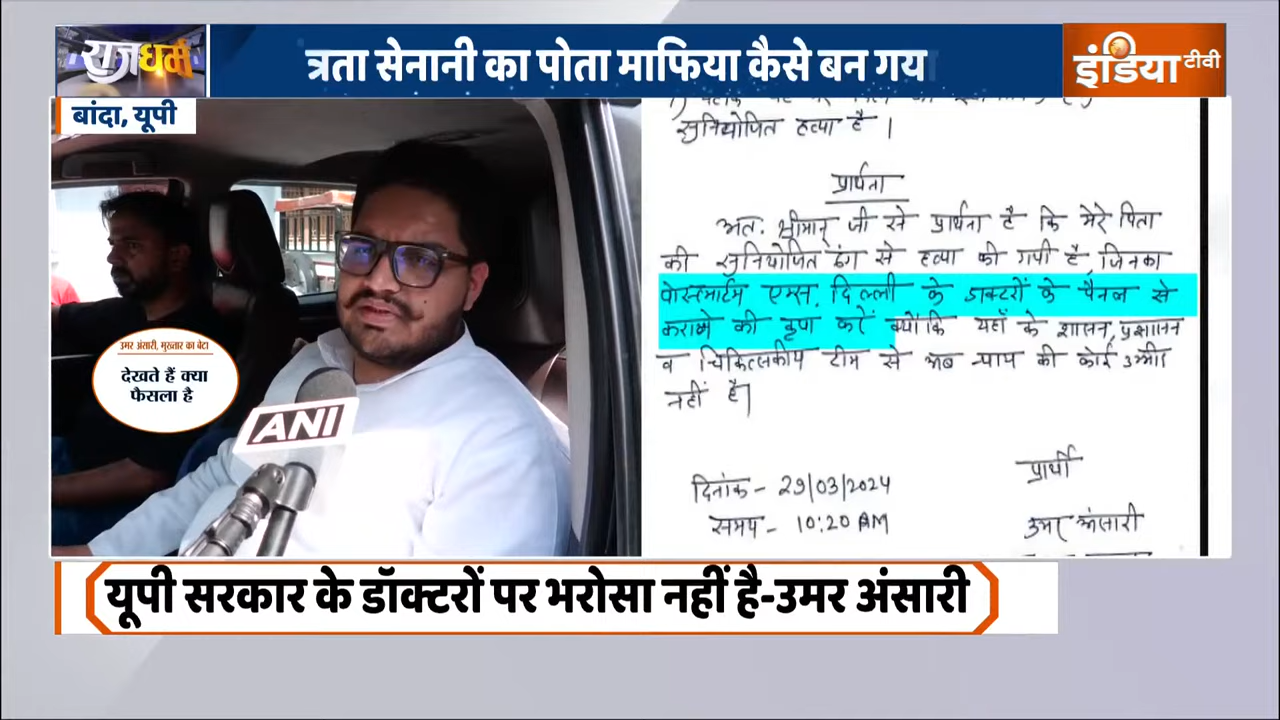 राजधर्म
त्रता सेनानी का पोता माफिया कैसे बन गय
इंडिया टीवी
बांदा, यूपी
उमर अंसारी, मुख्तार का बेटा
देखते हैं क्या
फैसला है
ANI
सुनियोजित हत्या है ।
प्रार्थना
अतः श्रीमान् जी से प्रार्थना है कि मेरे पिता
की सुनियोजित ढंग से हत्या की गयी है, जिनका
पोस्टमार्टम एम्स, दिल्ली के डाक्टरों के पैनल से
कराने की कृपा करें क्योंकि यहाँ के शासन, प्रशासन
व चिकित्सकीय टीम से अब न्याय की कोई उम्मीद
नहीं है।
प्रार्थी
दिनांक - 29/03/2024
समय - 10:20 AM
उमर अंसारी
यूपी सरकार के डॉक्टरों पर भरोसा नहीं है-उमर अंसारी